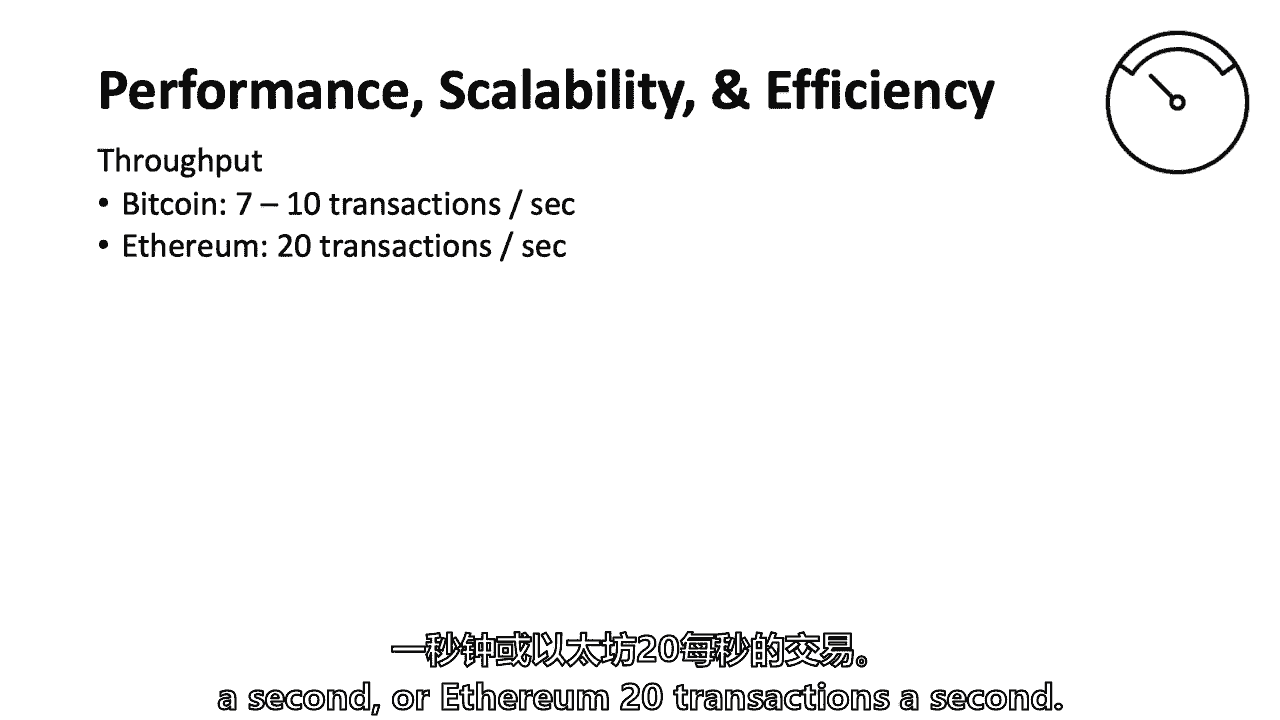 Performance, Scalability, & Efficiency
Throughput
• Bitcoin: 7 – 10 transactions / sec
• Ethereum: 20 transactions / sec
一秒钟或以太坊20每秒的交易。
a second, or Ethereum 20 transactions a second.